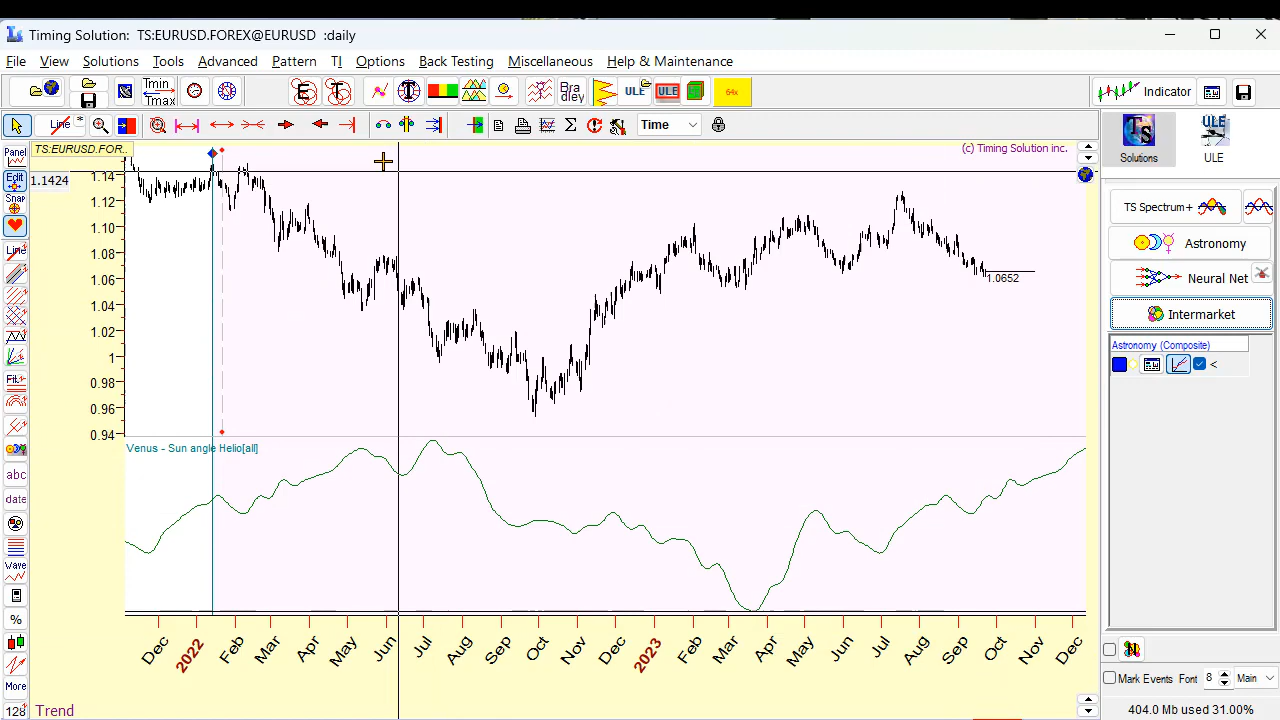 Timing Solution: TS:EURUSD.FOREX@EURUSD :daily
File View Solutions Tools Advanced Pattern TI Options Back Testing Miscellaneous Help & Maintenance
Tmin
Tmax
E T
Bra
dley
ULE
ULE
64x
Indicator
Line
Time
Solutions
ULE
Panel
Edit
Snap
Line
Fil
abc
date
Wave
%
More
128
TS:EURUSD.FOR..
(c) Timing Solution inc.
1.1424
1.14
1.12
1.10
1.08
1.06
1.04
1.02
1
0.98
0.96
0.94
1.0652
Venus - Sun angle Helio[all]
Dec 2022 Feb Mar Apr May Jun Jul Aug Sep Oct Nov Dec 2023 Feb Mar Apr May Jun Jul Aug Sep Oct Nov Dec
Trend
TS Spectrum+
Astronomy
Neural Net
Intermarket
Astronomy (Composite)
<
N
Mark Events Font 8 Main
404.0 Mb used 31.00%